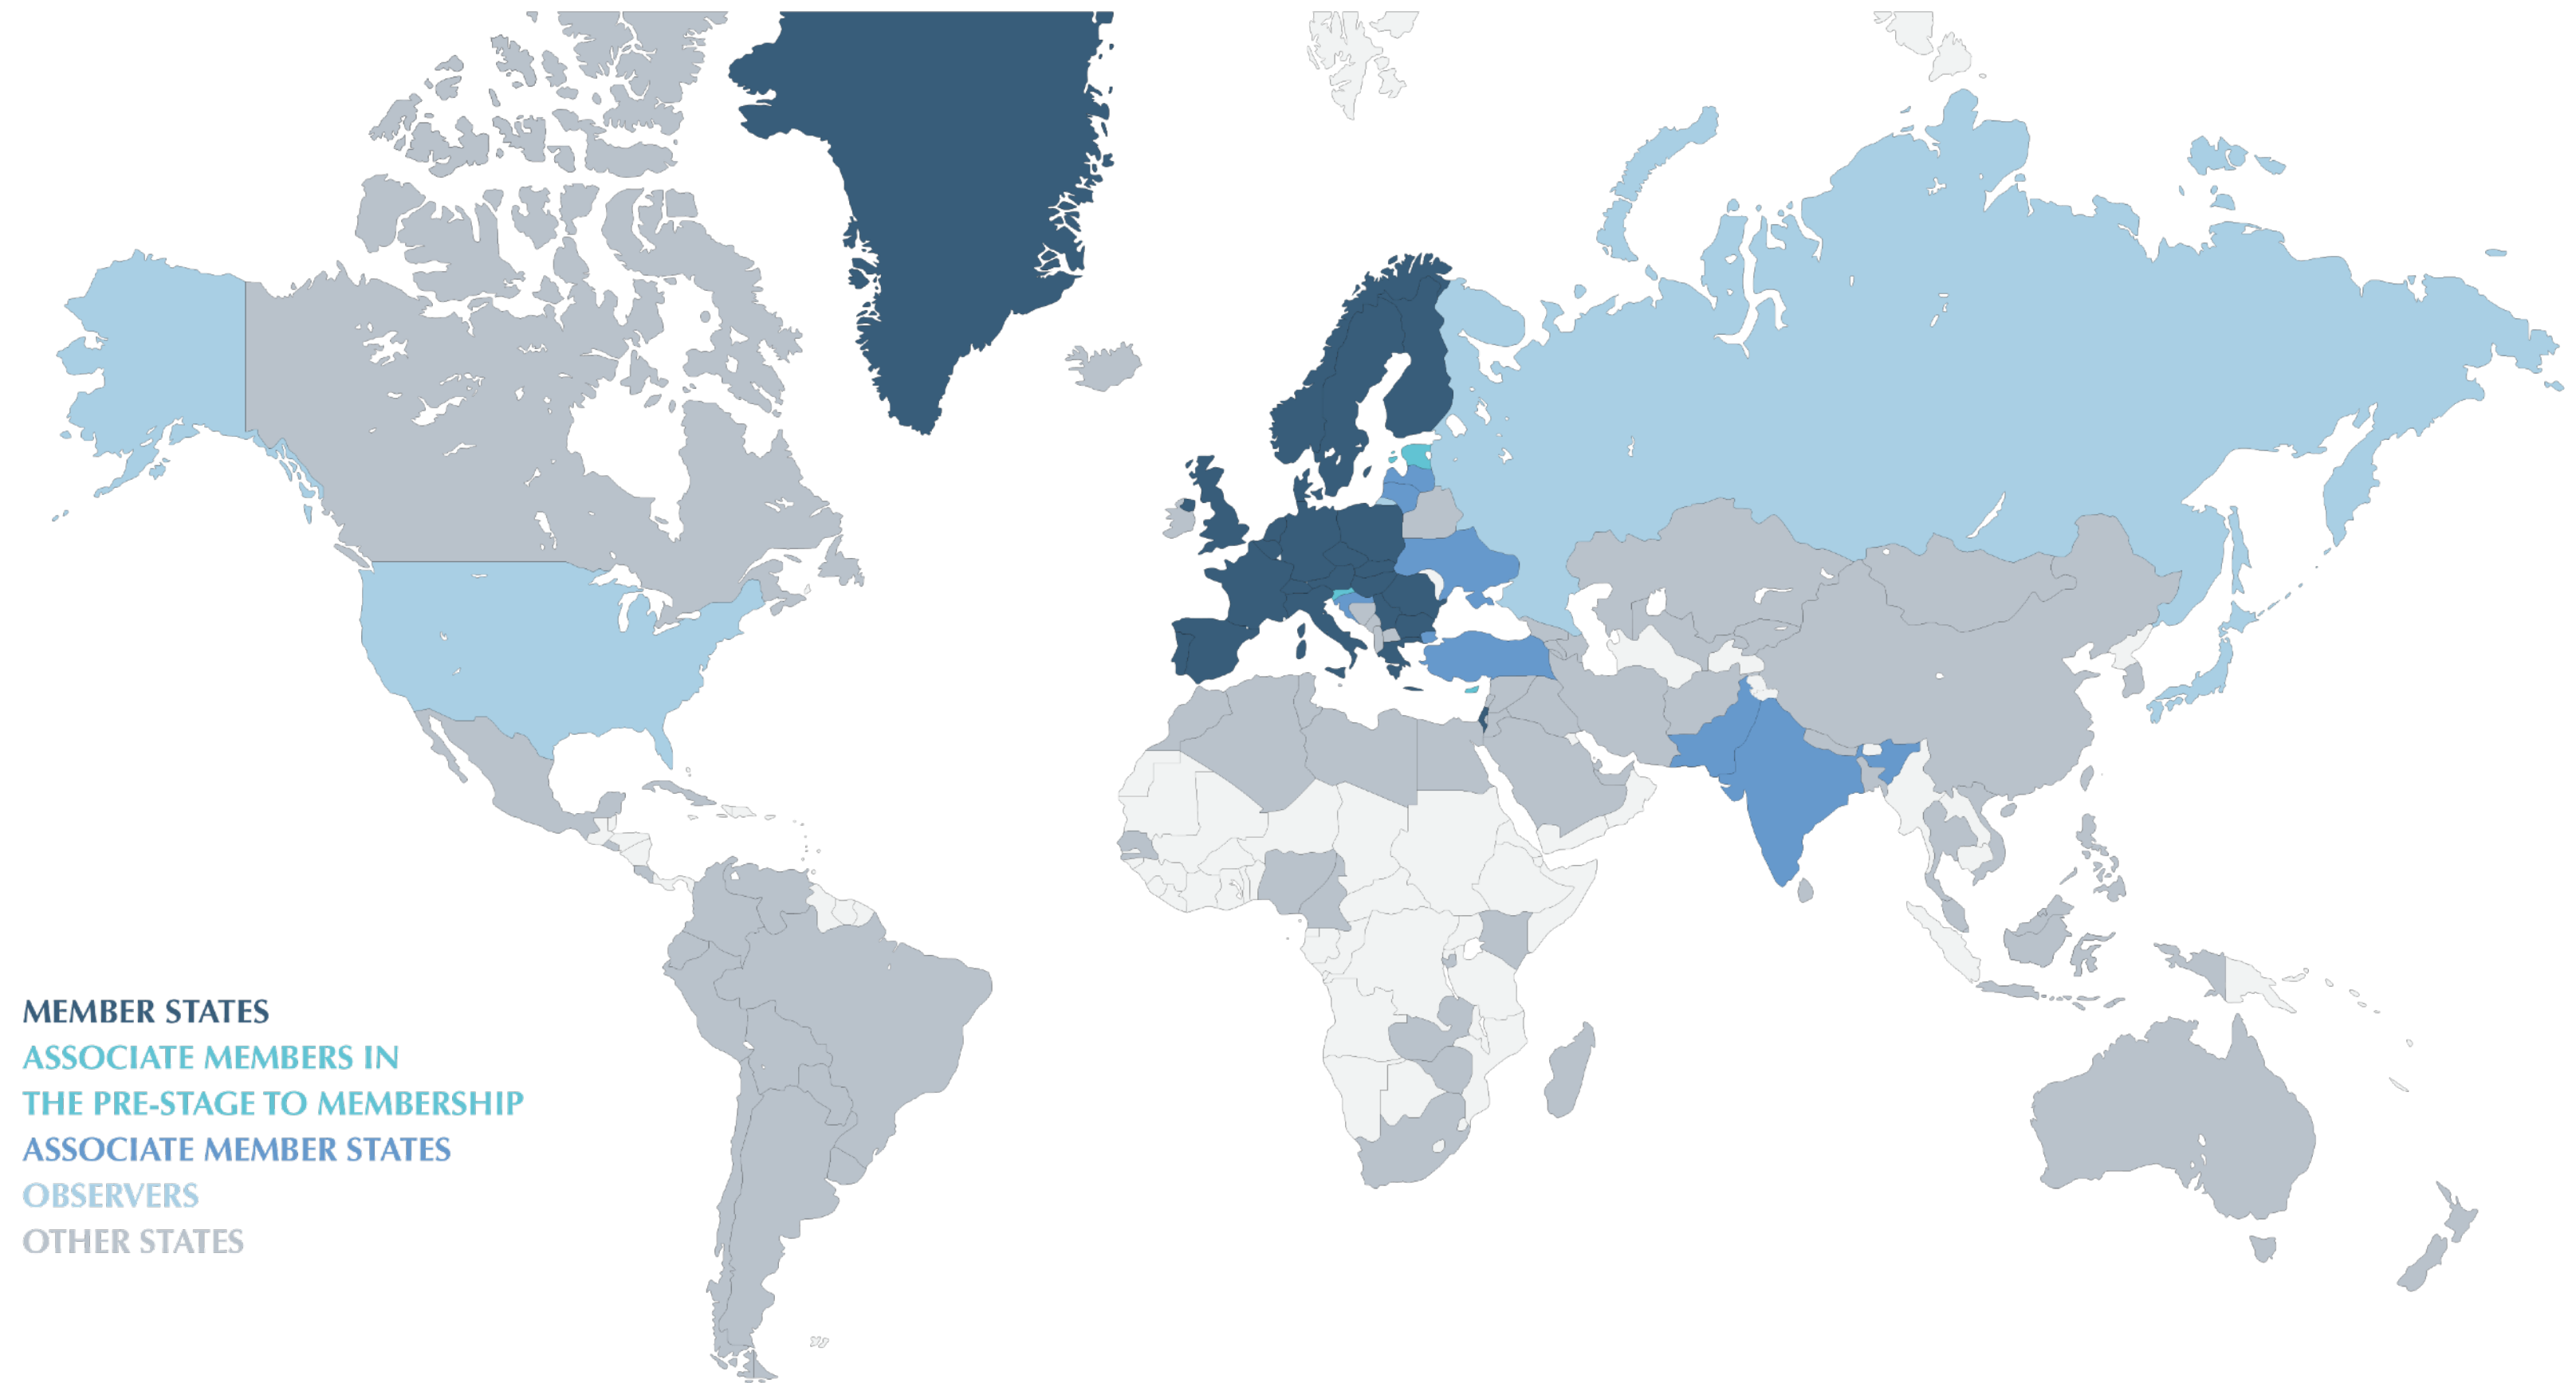 MEMBER STATES
ASSOCIATE MEMBERS IN
THE PRE-STAGE TO MEMBERSHIP
ASSOCIATE MEMBER STATES
OBSERVERS
OTHER STATES